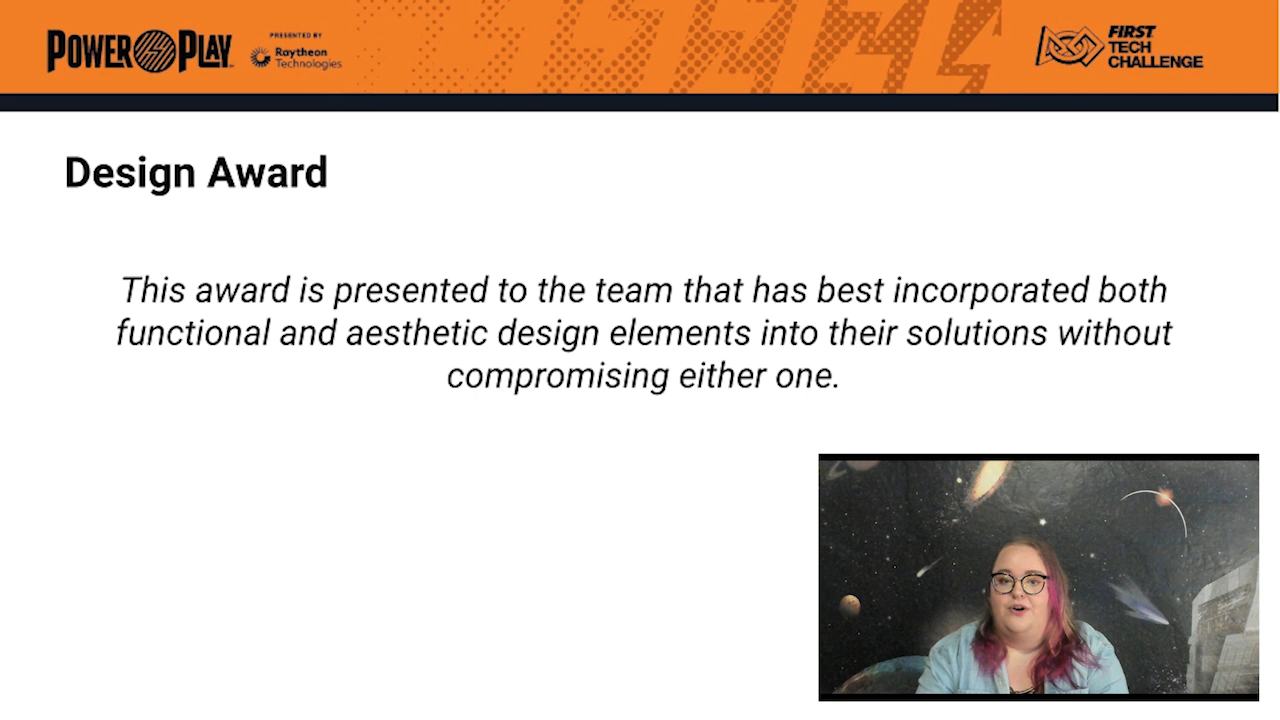 POWER PLAY
PRESENTED BY
Raytheon
Technologies
FIRST
TECH
CHALLENGE
Design Award
This award is presented to the team that has best incorporated both
functional and aesthetic design elements into their solutions without
compromising either one.